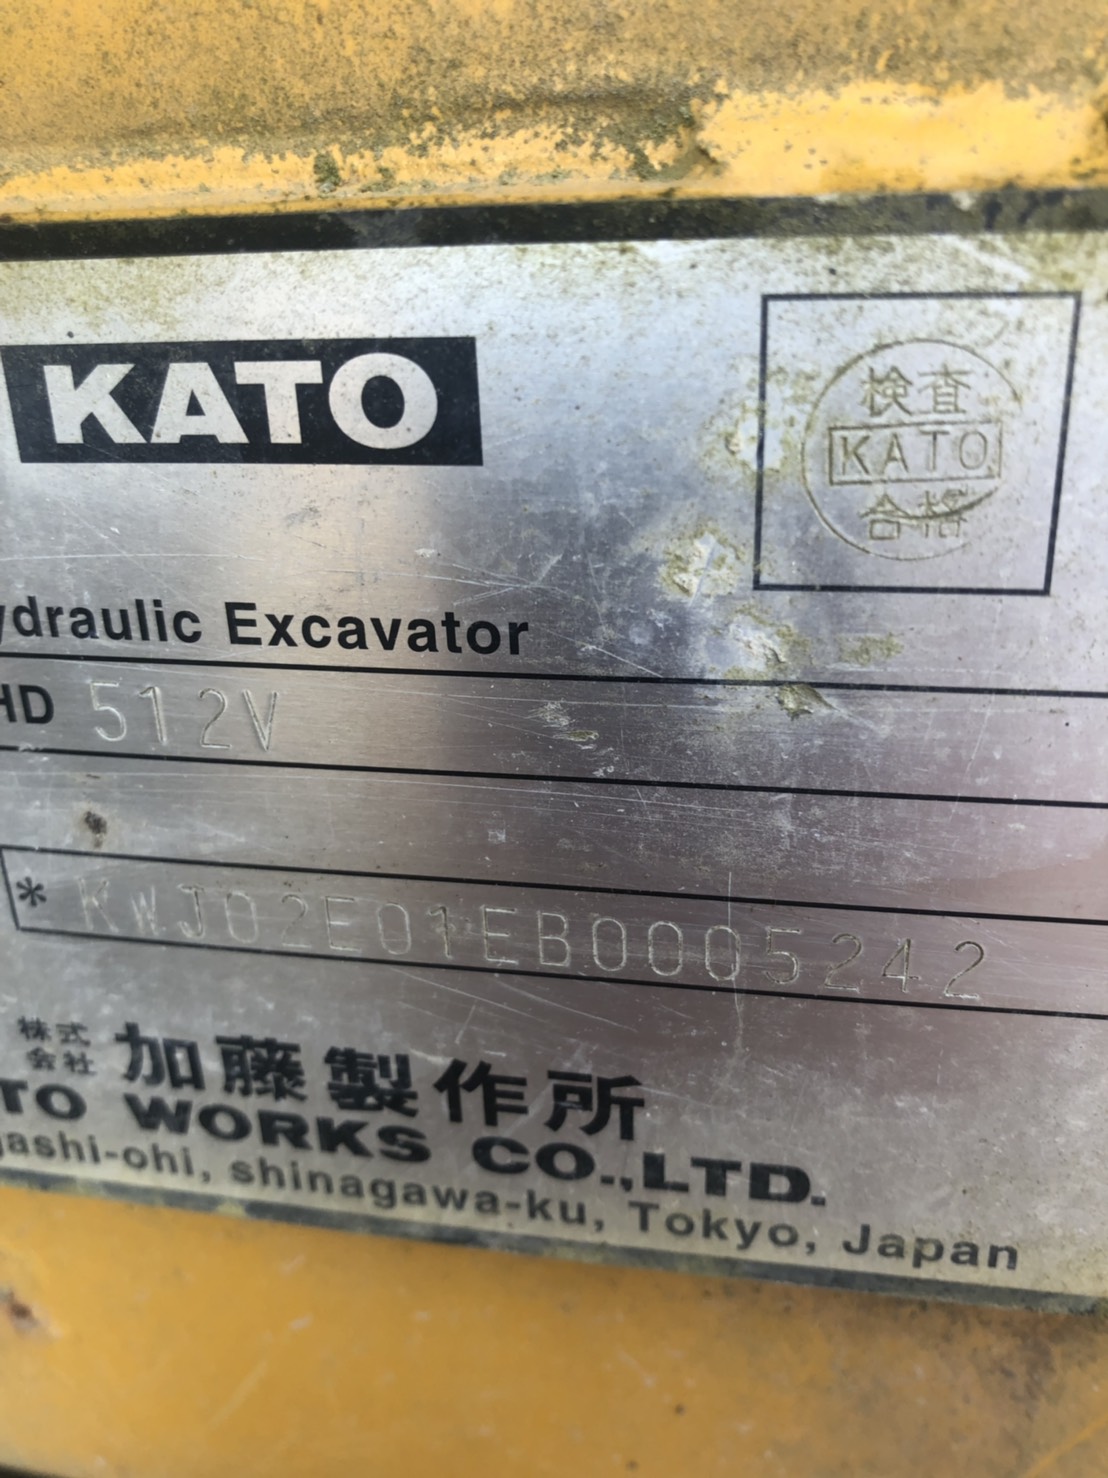 KATO
検査
KATO
合格
ydraulic Excavator
HD 512V
* KWJ02E01EB0005242
株式会社 加藤製作所
TO WORKS CO.,LTD.
gashi-ohi, shinagawa-ku, Tokyo, Japan